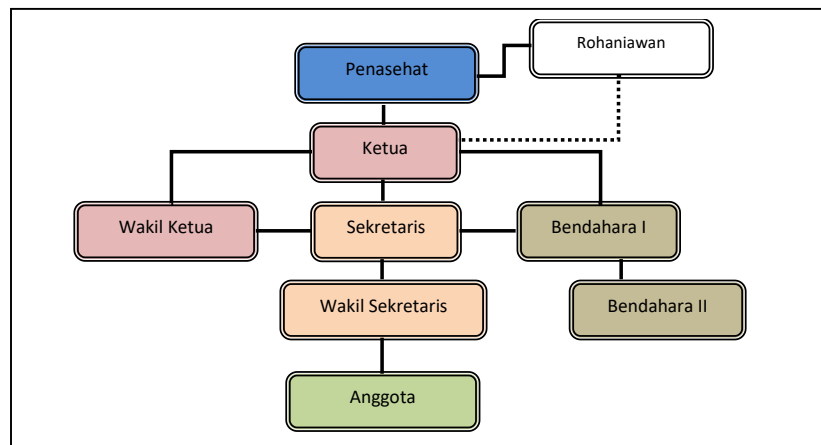 Rohaniawan
Penasehat
Ketua
Wakil Ketua
Sekretaris
Bendahara I
Wakil Sekretaris
Bendahara II
Anggota